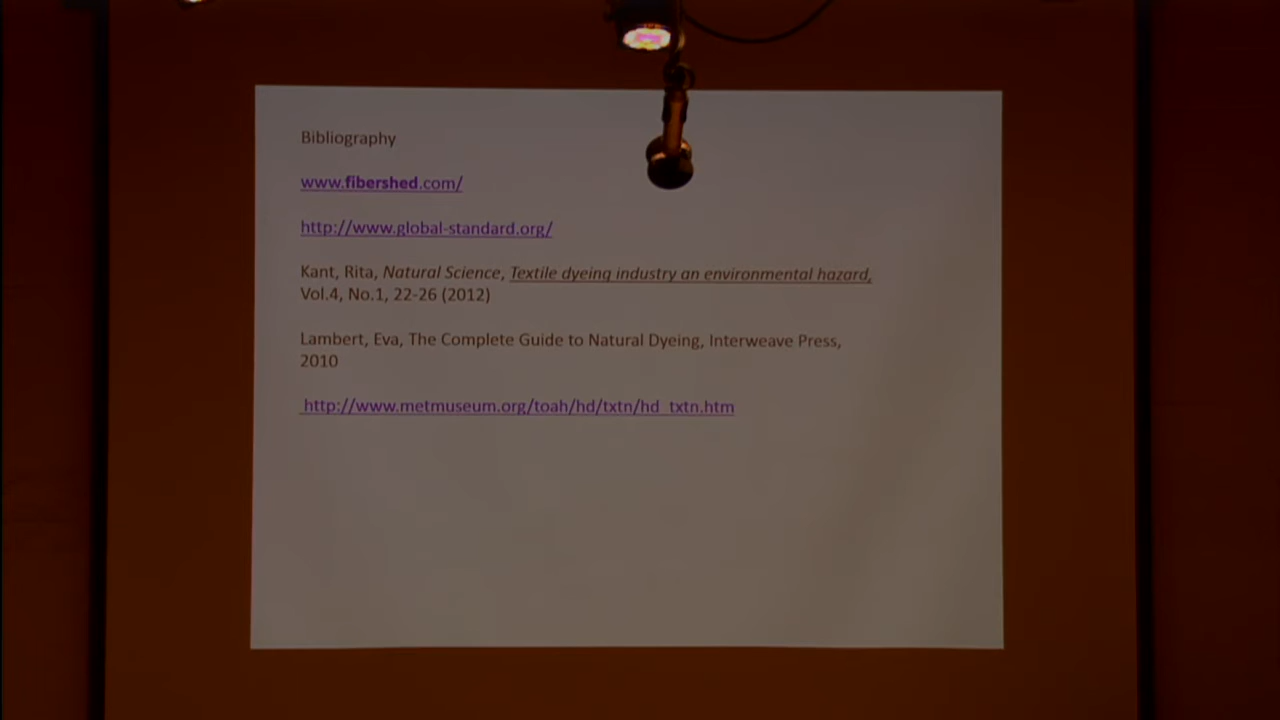 Bibliography
www.fibershed.com/
http://www.global-standard.org/
Kant, Rita, Natural Science, Textile dyeing industry an environmental hazard,
Vol.4, No.1, 22-26 (2012)
Lambert, Eva, The Complete Guide to Natural Dyeing, Interweave Press,
2010
http://www.metmuseum.org/toah/hd/txtn/hd_txtn.htm